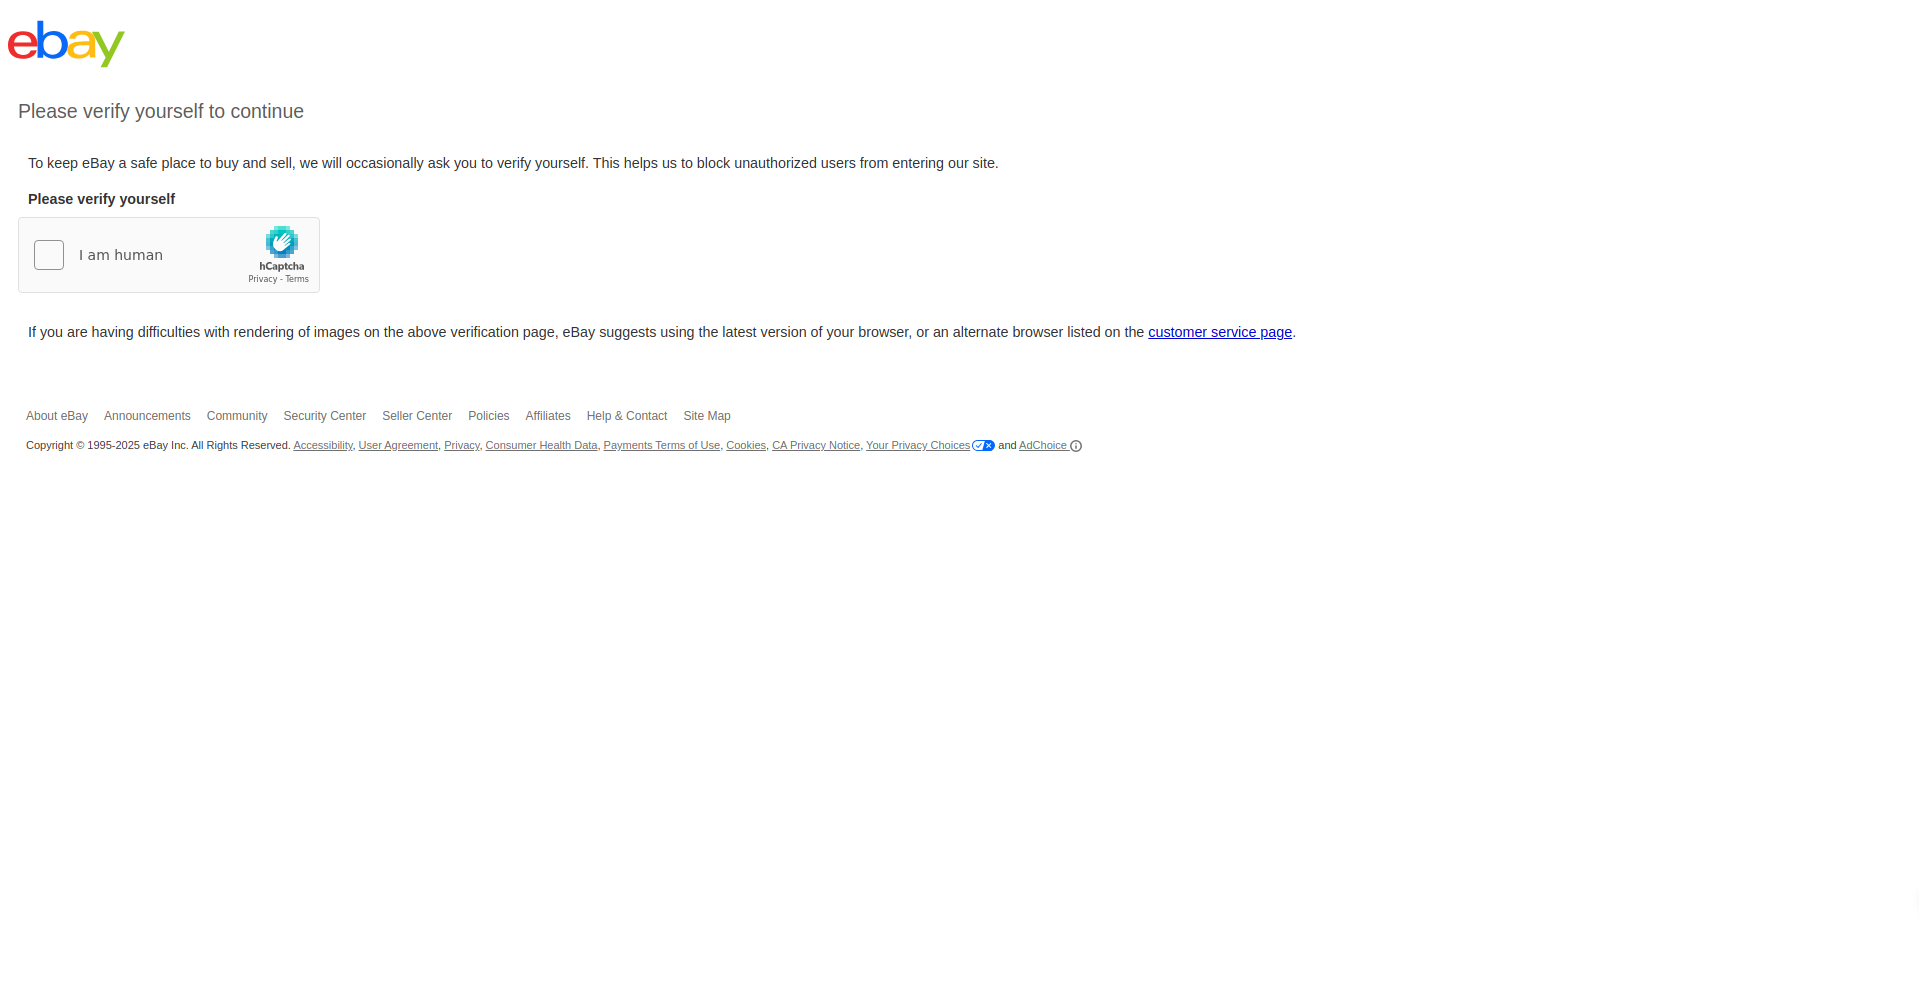 ebay
Please verify yourself to continue
To keep eBay a safe place to buy and sell, we will occasionally ask you to verify yourself. This helps us to block unauthorized users from entering our site.
Please verify yourself
I am human
hCaptcha
Privacy - Terms
If you are having difficulties with rendering of images on the above verification page, eBay suggests using the latest version of your browser, or an alternate browser listed on the customer service page.
About eBay Announcements Community Security Center Seller Center Policies Affiliates Help & Contact Site Map
Copyright © 1995-2025 eBay Inc. All Rights Reserved. Accessibility, User Agreement, Privacy, Consumer Health Data, Payments Terms of Use, Cookies, CA Privacy Notice, Your Privacy Choices and AdChoice